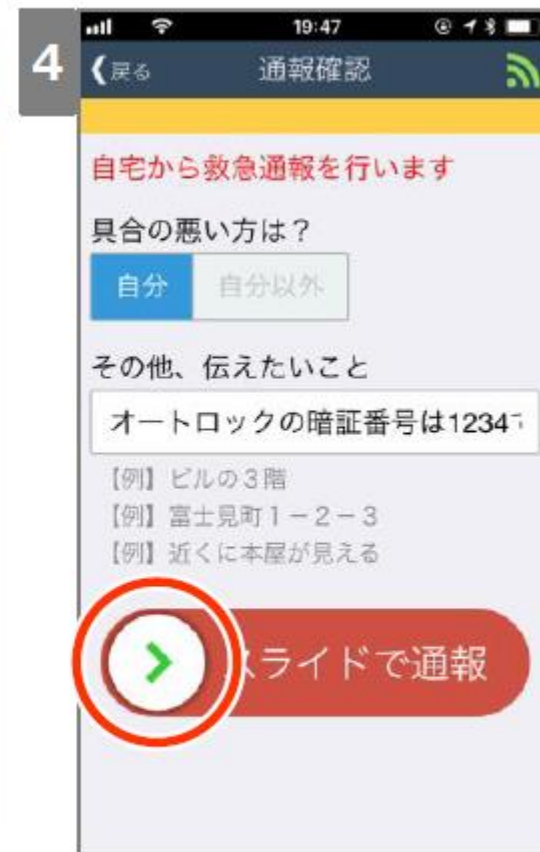 4
19:47
戻る
通報確認
自宅から救急通報を行います
具合の悪い方は？
自分
自分以外
その他、伝えたいこと
オートロックの暗証番号は1234
【例】ビルの３階
【例】富士見町１－２－３
【例】近くに本屋が見える
スライドで通報